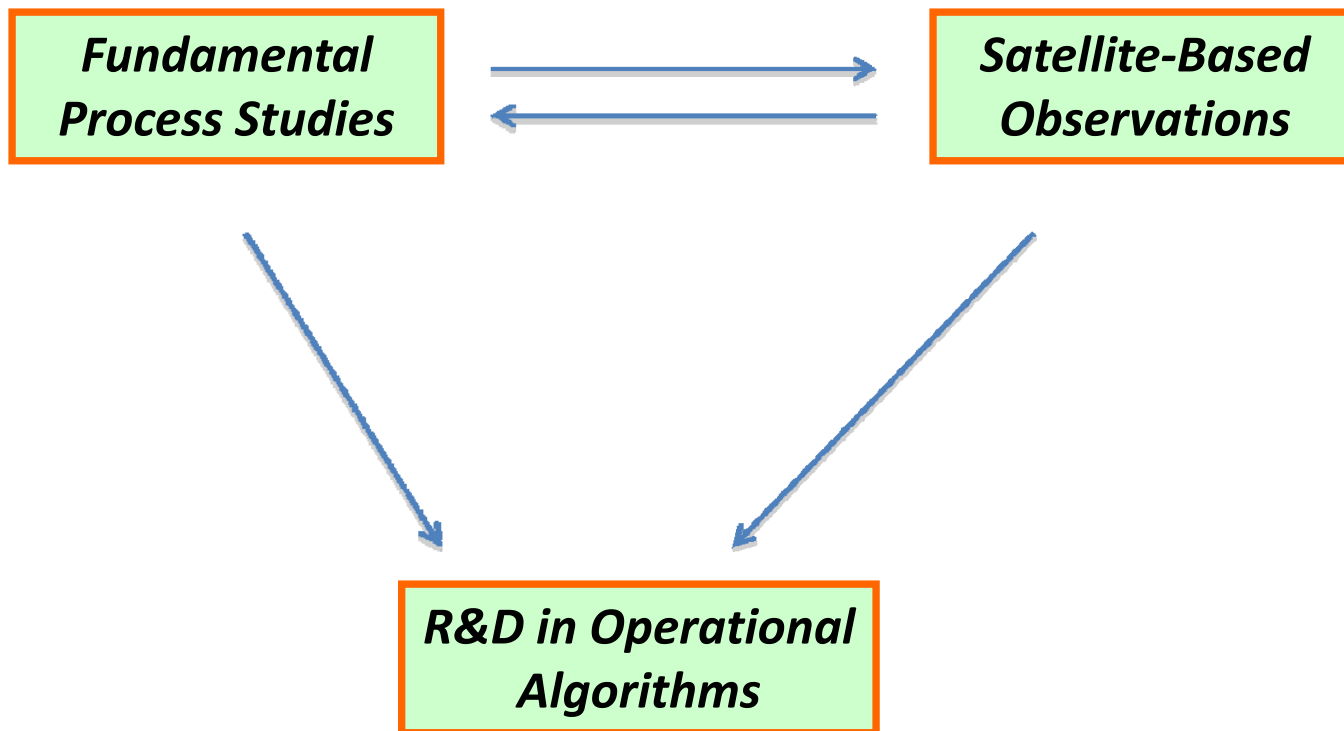 Fundamental
Process Studies
Satellite-Based
Observations
R&D in Operational
Algorithms